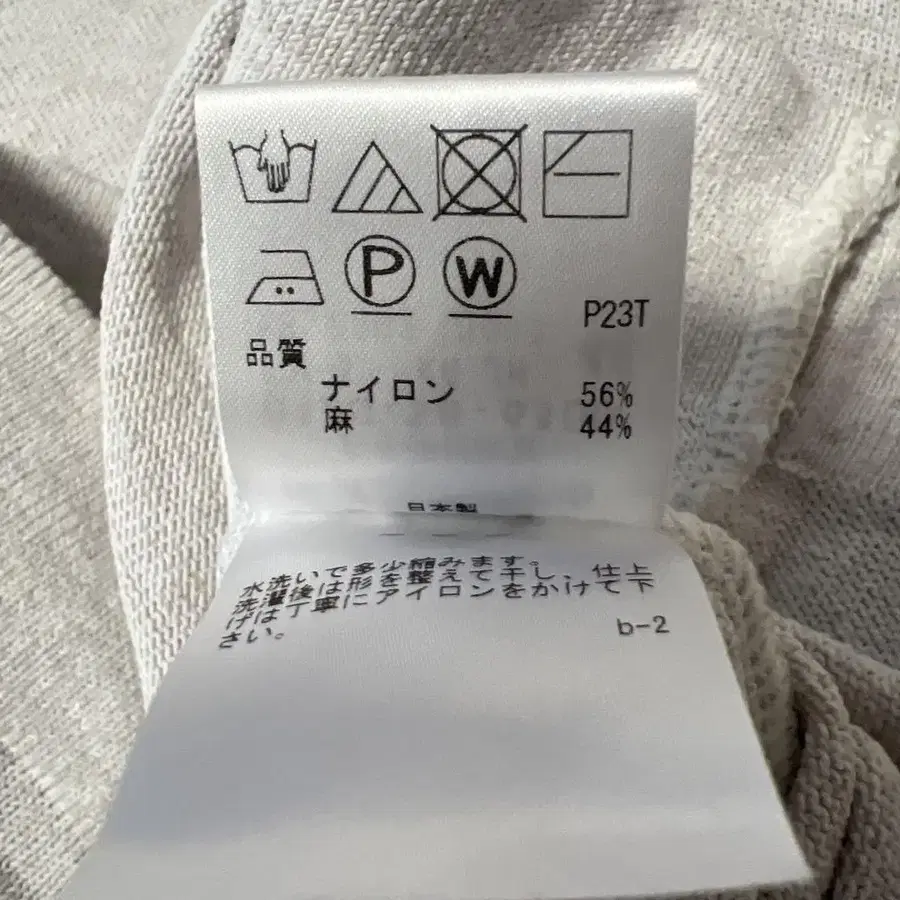 P W
P23T
品質
ナイロン 56%
麻 44%
日本製
水洗いで多少縮みます。
洗濯後は形を整えて干し、仕上
げは丁寧にアイロンをかけて下
さい。
b-2